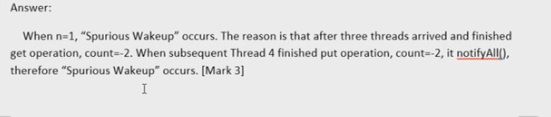 Answer:
When n=1, “Spurious Wakeup” occurs. The reason is that after three threads arrived and finished
get operation, count=-2. When subsequent Thread 4 finished put operation, count=-2, it notifyAll(),
therefore “Spurious Wakeup” occurs. [Mark 3]